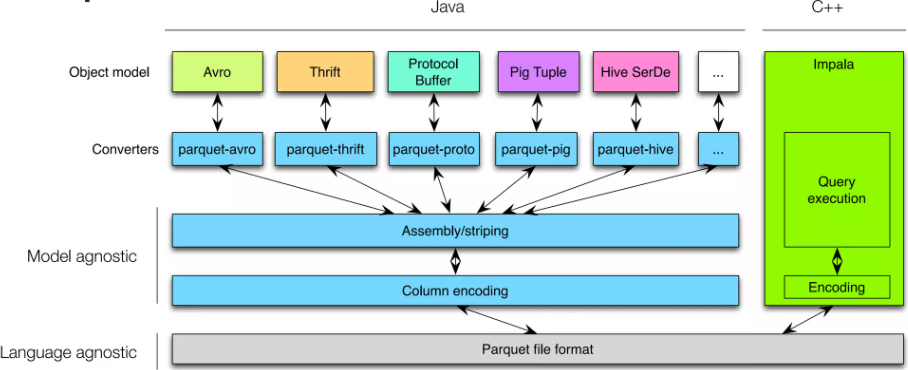 Java
C++
Object model
Avro
Thrift
Protocol
Buffer
Pig Tuple
Hive SerDe
...
Impala
Converters
parquet-avro
parquet-thrift
parquet-proto
parquet-pig
parquet-hive
...
Query
execution
Model agnostic
Assembly/striping
Column encoding
Encoding
Language agnostic
Parquet file format